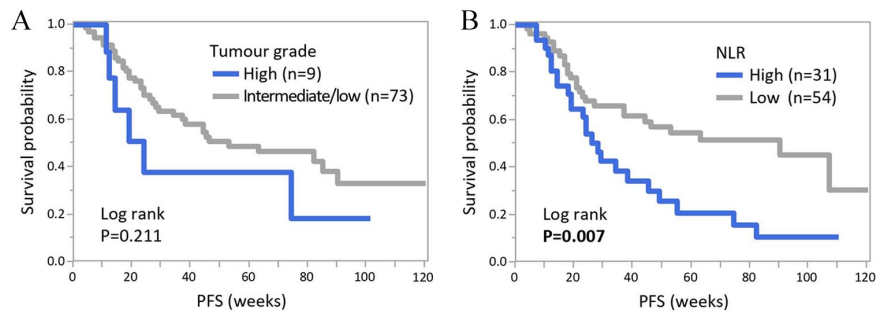 A
Survival probability
1.0
0.8
0.6
0.4
0.2
0.0
Tumour grade
High (n=9)
Intermediate/low (n=73)
Log rank
P=0.211
0 20 40 60 80 100 120
PFS (weeks)
B
Survival probability
1.0
0.8
0.6
0.4
0.2
0.0
NLR
High (n=31)
Low (n=54)
Log rank
P=0.007
0 20 40 60 80 100 120
PFS (weeks)